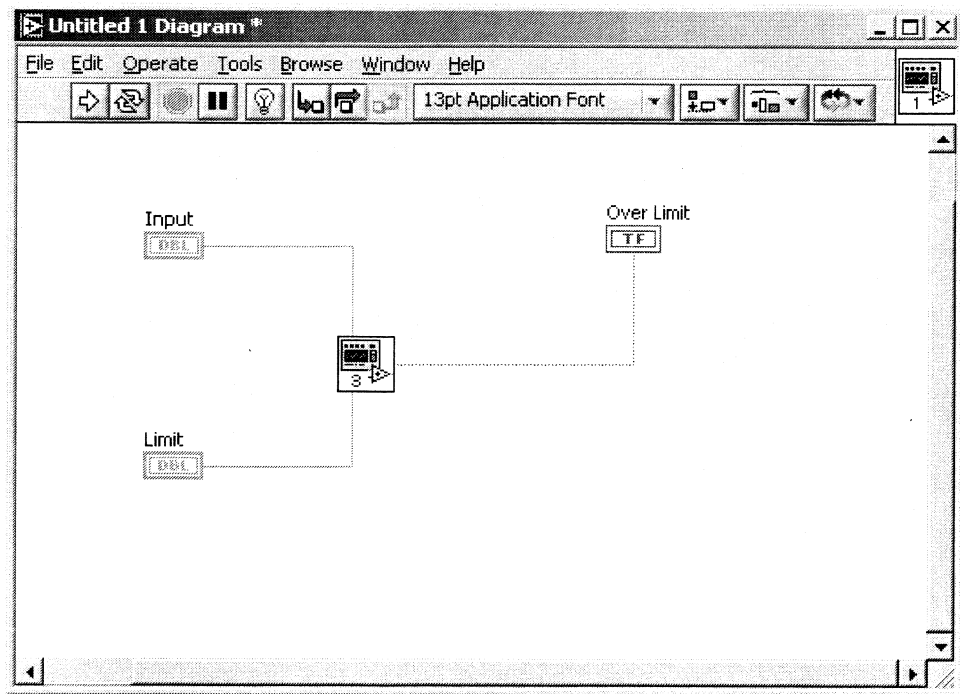 Untitled 1 Diagram *
File Edit Operate Tools Browse Window Help
13pt Application Font
1
Input
DBL
Over Limit
TF
3
Limit
DBL